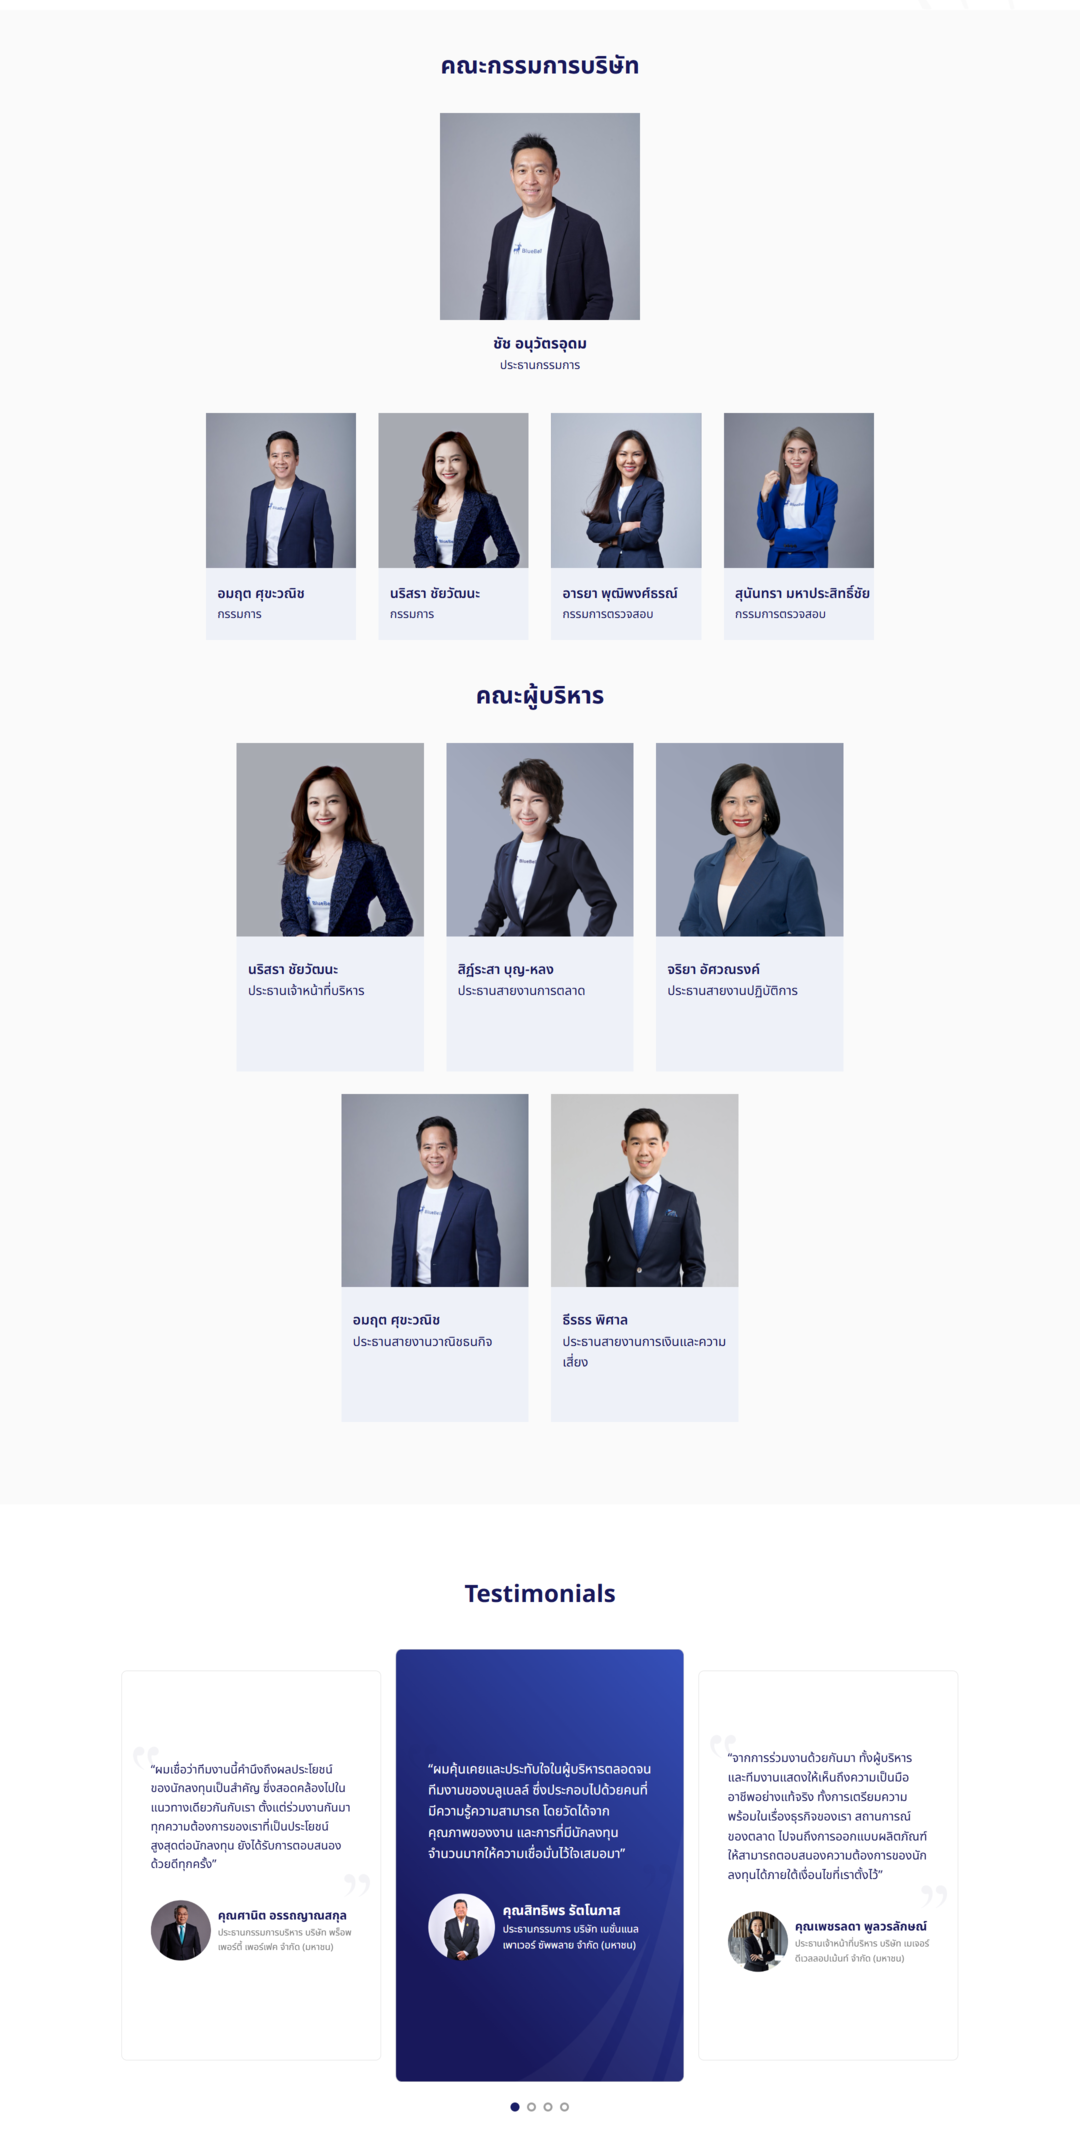 คณะกรรมการบริษัท
BlueBell
ชัช อนุวัตรอุดม
ประธานกรรมการ
อมฤต ศุขะวณิช
กรรมการ
นริสรา ชัยวัฒนะ
กรรมการ
อารยา พุฒิพงศ์ธรณ์
กรรมการตรวจสอบ
สุนันทรา มหาประสิทธิ์ชัย
กรรมการตรวจสอบ
คณะผู้บริหาร
นริสรา ชัยวัฒนะ
ประธานเจ้าหน้าที่บริหาร
สิฏฐ์ระสา บุญ-หลง
ประธานสายงานการตลาด
จริยา อัศวณรงค์
ประธานสายงานปฏิบัติการ
อมฤต ศุขะวณิช
ประธานสายงานวาณิชธนกิจ
ธีรธร พิศาล
ประธานสายงานการเงินและความ
เสี่ยง
Testimonials
“ผมเชื่อว่าทีมงานนี้คำนึงถึงผลประโยชน์
ของนักลงทุนเป็นสำคัญ ซึ่งสอดคล้องไปใน
แนวทางเดียวกันกับเรา ตั้งแต่ร่วมงานกันมา
ทุกความต้องการของเราที่เป็นประโยชน์
สูงสุดต่อนักลงทุน ยังได้รับการตอบสนอง
ด้วยดีทุกครั้ง”
คุณศานิต อรรถญาณสกุล
ประธานกรรมการบริหาร บริษัท พร็อพ
เพอร์ตี้ เพอร์เฟค จำกัด (มหาชน)
“ผมคุ้นเคยและประทับใจในผู้บริหารตลอดจน
ทีมงานของบลูเบลล์ ซึ่งประกอบไปด้วยคนที่
มีความรู้ความสามารถ โดยวัดได้จาก
คุณภาพของงาน และการที่มีนักลงทุน
จำนวนมากให้ความเชื่อมั่นไว้ใจเสมอมา”
คุณสิทธิพร รัตโนภาส
ประธานกรรมการ บริษัท เนชั่นแนล
เพาเวอร์ ซัพพลาย จำกัด (มหาชน)
“จากการร่วมงานด้วยกันมา ทั้งผู้บริหาร
และทีมงานแสดงให้เห็นถึงความเป็นมือ
อาชีพอย่างแท้จริง ทั้งการเตรียมความ
พร้อมในเรื่องธุรกิจของเรา สถานการณ์
ของตลาด ไปจนถึงการออกแบบผลิตภัณฑ์
ให้สามารถตอบสนองความต้องการของนัก
ลงทุนได้ภายใต้เงื่อนไขที่เราตั้งไว้”
คุณเพชรลดา พูลวรลักษณ์
ประธานเจ้าหน้าที่บริหาร บริษัท เมเจอร์
ดีเวลลอปเม้นท์ จำกัด (มหาชน)